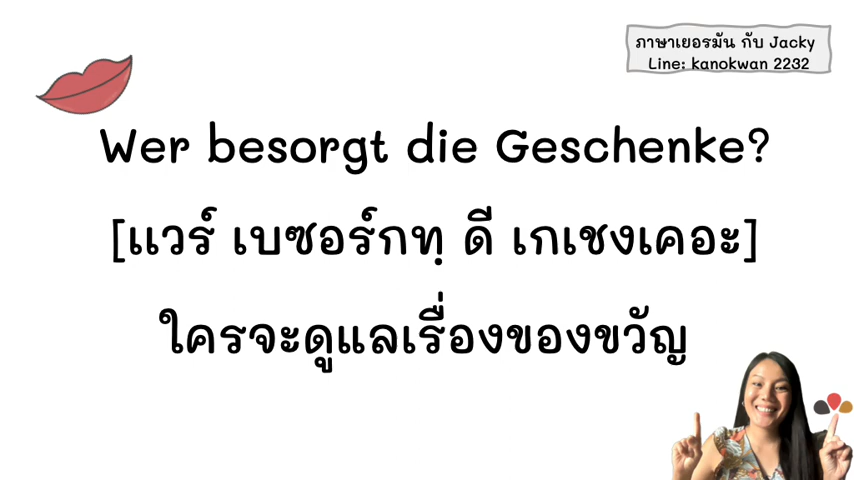 ภาษาเยอรมัน กับ Jacky
Line: kanokwan 2232
Wer besorgt die Geschenke?
[แวร์ เบซอร์กทฺ ดี เกเชงเคอะ]
ใครจะดูแลเรื่องของขวัญ